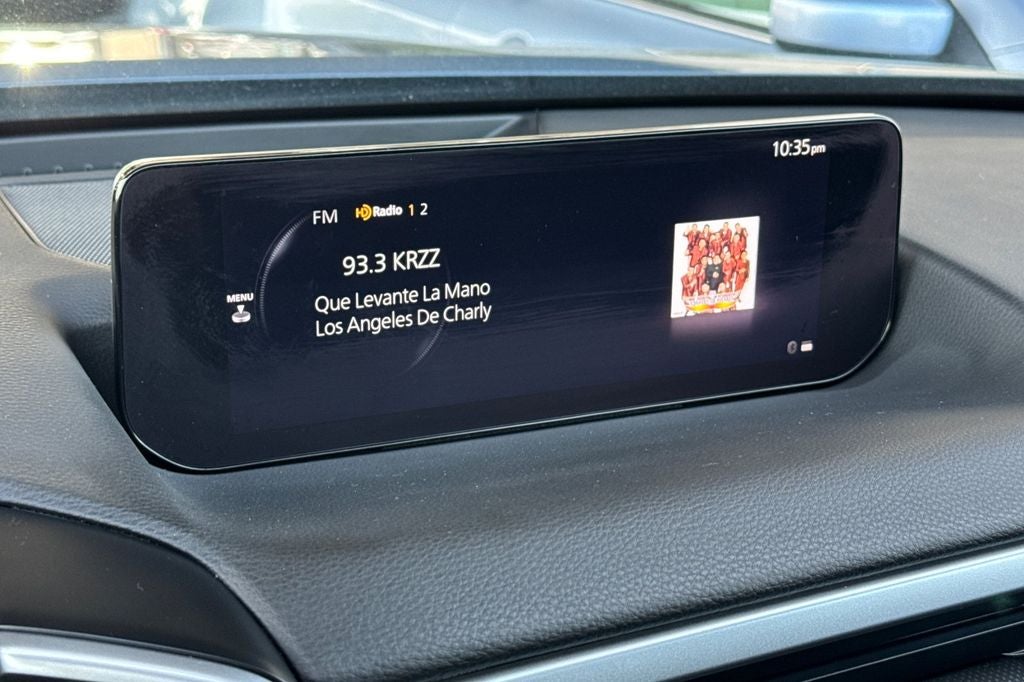 10:35pm
FM HD Radio 1 2
93.3 KRZZ
MENU
Que Levante La Mano
Los Angeles De Charly